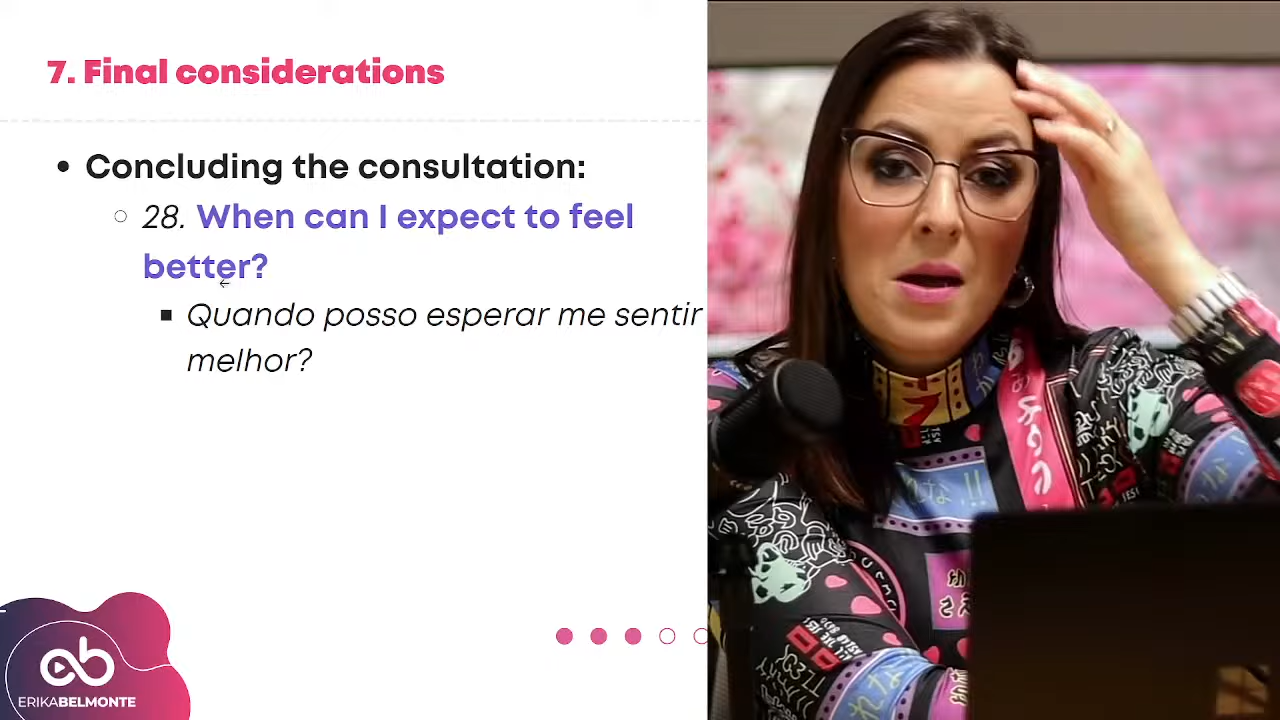 7. Final considerations
• Concluding the consultation:
○ 28. When can I expect to feel
better?
■ Quando posso esperar me sentir
melhor?
eb
ERIKABELMONTE